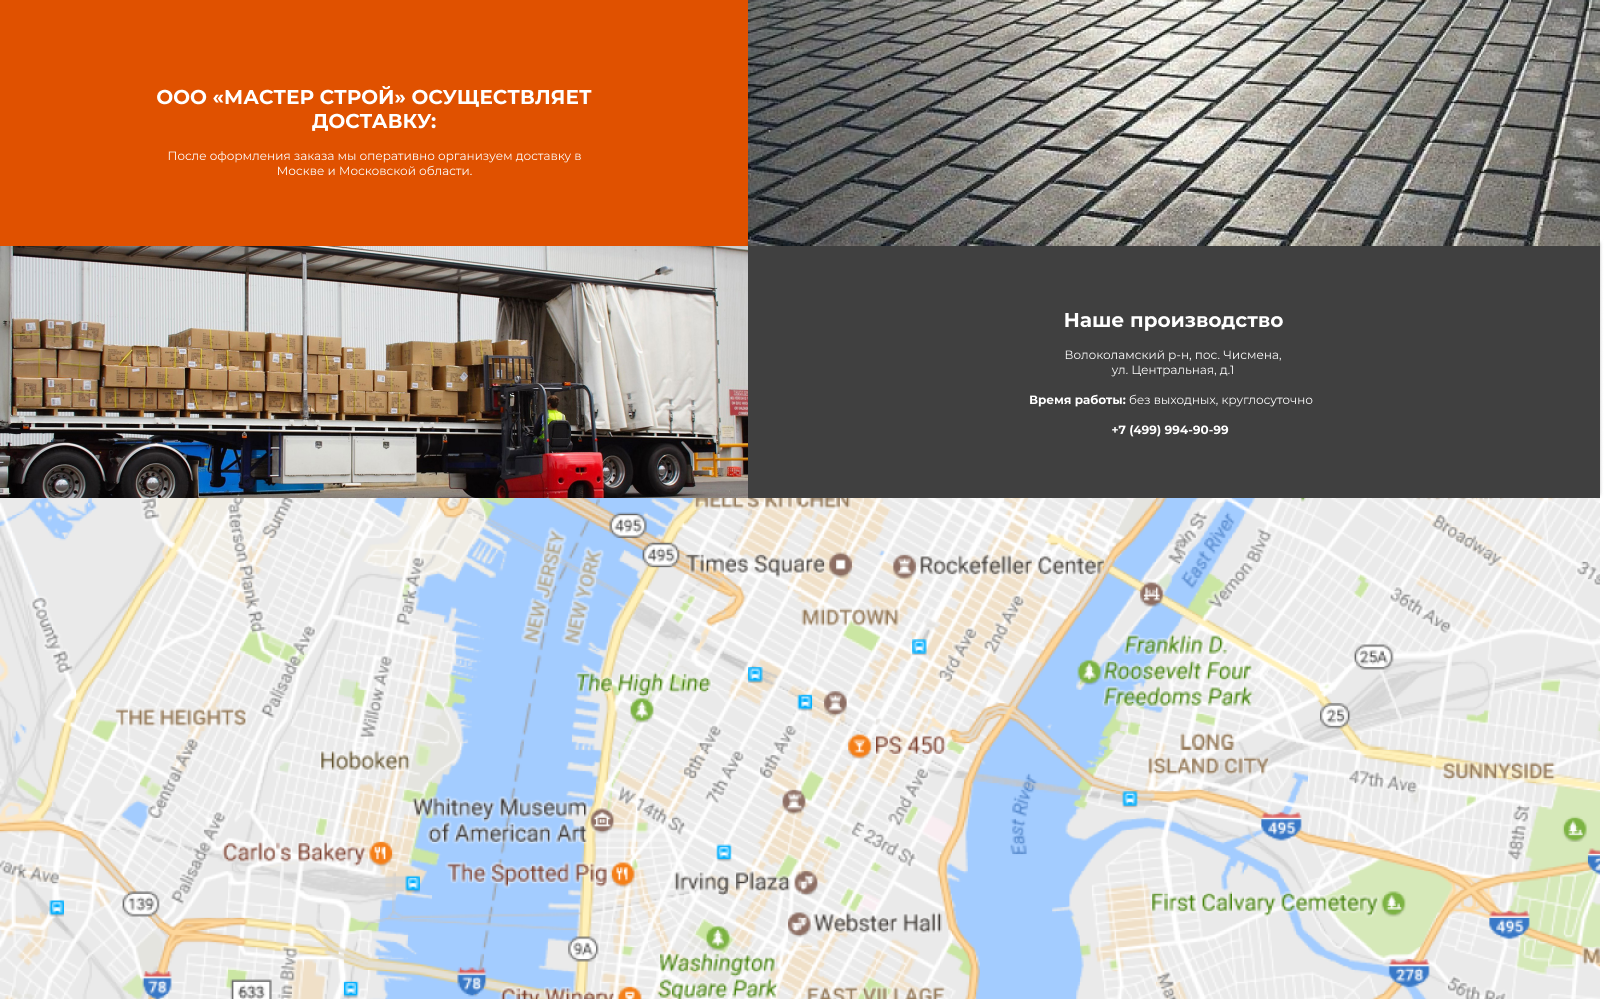 ООО «МАСТЕР СТРОЙ» ОСУЩЕСТВЛЯЕТ
ДОСТАВКУ:
После оформления заказа мы оперативно организуем доставку в
Москве и Московской области.
Наше производство
Волоколамский р-н, пос. Чисмена,
ул. Центральная, д.1
Время работы: без выходных, круглосуточно
+7 (499) 994-90-99
HELL'S KITCHEN
495
495
Times Square
Rockefeller Center
Main St
East River
Vernon Blvd
Broadway
Rd
aterson Plank Rd
Summ
Park Ave
NEW JERSEY
NEW YORK
MIDTOWN
36th Ave
31s
County Rd
Palisade Ave
Willow Ave
The High Line
3rd Ave
2nd Ave
Franklin D.
Roosevelt Four
Freedoms Park
25A
25
THE HEIGHTS
Hoboken
Central Ave
8th Ave
7th Ave
6th Ave
PS 450
LONG
ISLAND CITY
47th Ave
SUNNYSIDE
Whitney Museum
of American Art
W 14th St
2nd Ave
E 23rd St
East River
495
48th St
Carlo's Bakery
Palisade Ave
The Spotted Pig
Irving Plaza
ark Ave
139
Webster Hall
First Calvary Cemetery
495
9A
Washington
Square Park
78
78
633
in Blvd
City Winery
EAST VILLAGE
278
56th Rd